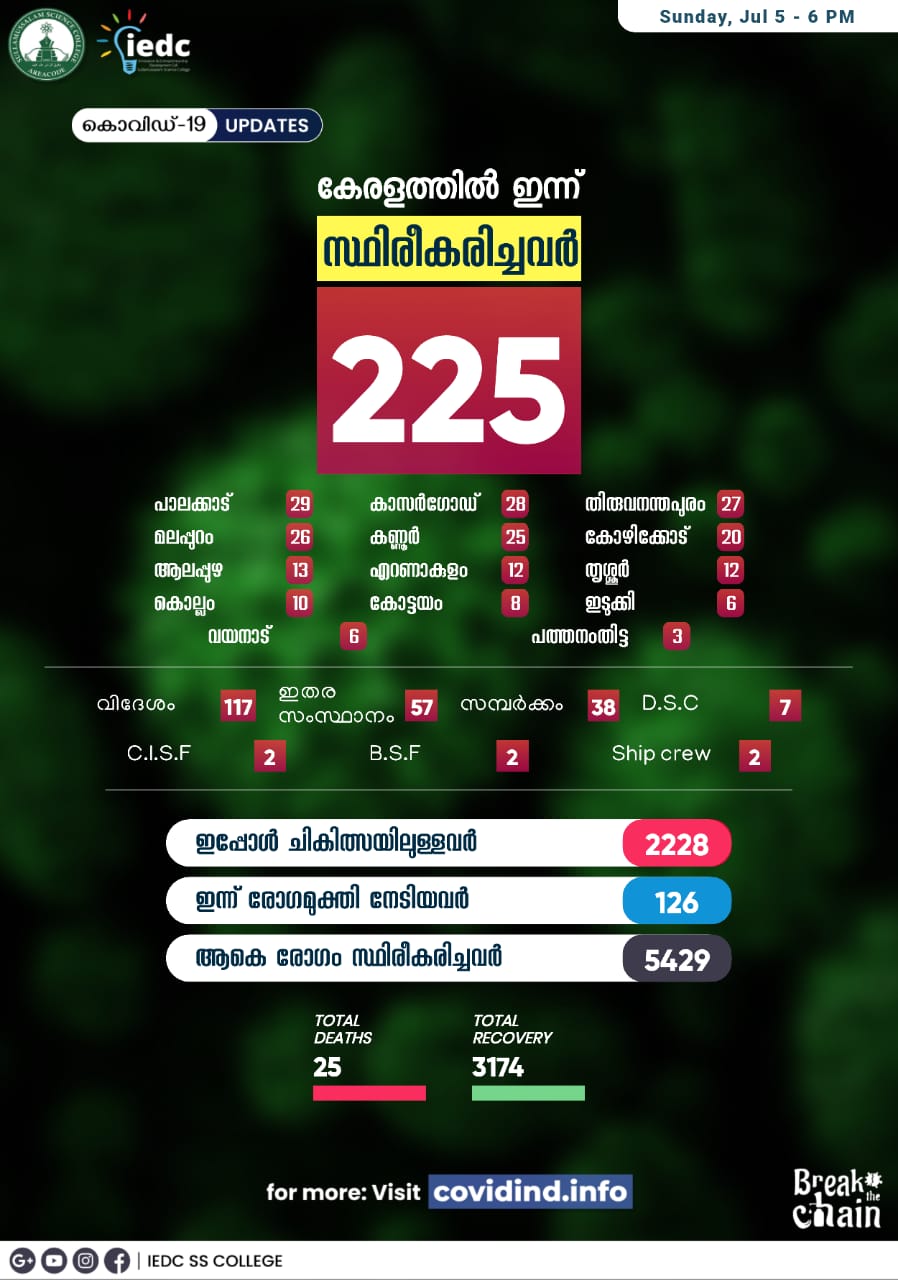 Sunday, Jul 5 - 6 PM
SULLAMUSSALAM SCIENCE COLLEGE
AREACODE
iedc
കൊവിഡ്-19 UPDATES
കേരളത്തിൽ ഇന്ന്
സ്ഥിരീകരിച്ചവർ
225
പാലക്കാട് 29 കാസർഗോഡ് 28 തിരുവനന്തപുരം 27
മലപ്പുറം 26 കണ്ണൂർ 25 കോഴിക്കോട് 20
ആലപ്പുഴ 13 എറണാകുളം 12 തൃശ്ശൂർ 12
കൊല്ലം 10 കോട്ടയം 8 ഇടുക്കി 6
വയനാട് 6 പത്തനംതിട്ട 3
വിദേശം 117 ഇതര സംസ്ഥാനം 57 സമ്പർക്കം 38 D.S.C 7
C.I.S.F 2 B.S.F 2 Ship crew 2
ഇപ്പോൾ ചികിത്സയിലുള്ളവർ 2228
ഇന്ന് രോഗമുക്തി നേടിയവർ 126
ആകെ രോഗം സ്ഥിരീകരിച്ചവർ 5429
TOTAL DEATHS
25
TOTAL RECOVERY
3174
for more: Visit covidind.info
Break the chain
IEDC SS COLLEGE